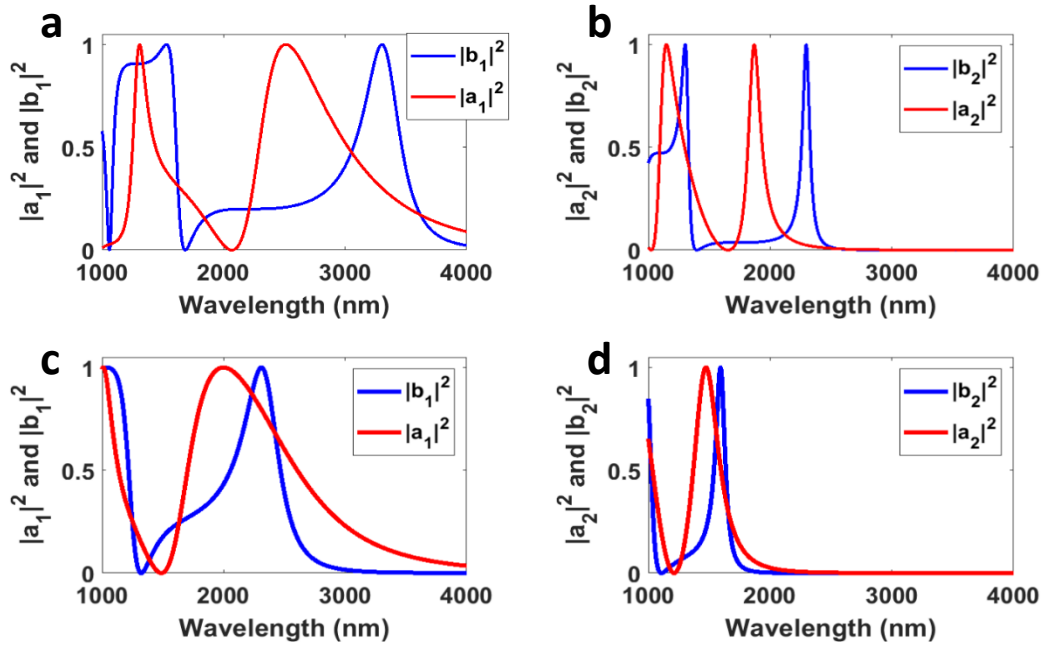 a
|a₁|² and |b₁|²
1
0.5
0
|b₁|²
|a₁|²
1000 2000 3000 4000
Wavelength (nm)
b
|a₂|² and |b₂|²
1
0.5
0
|b₂|²
|a₂|²
1000 2000 3000 4000
Wavelength (nm)
c
|a₁|² and |b₁|²
1
0.5
0
|b₁|²
|a₁|²
1000 2000 3000 4000
Wavelength (nm)
d
|a₂|² and |b₂|²
1
0.5
0
|b₂|²
|a₂|²
1000 2000 3000 4000
Wavelength (nm)